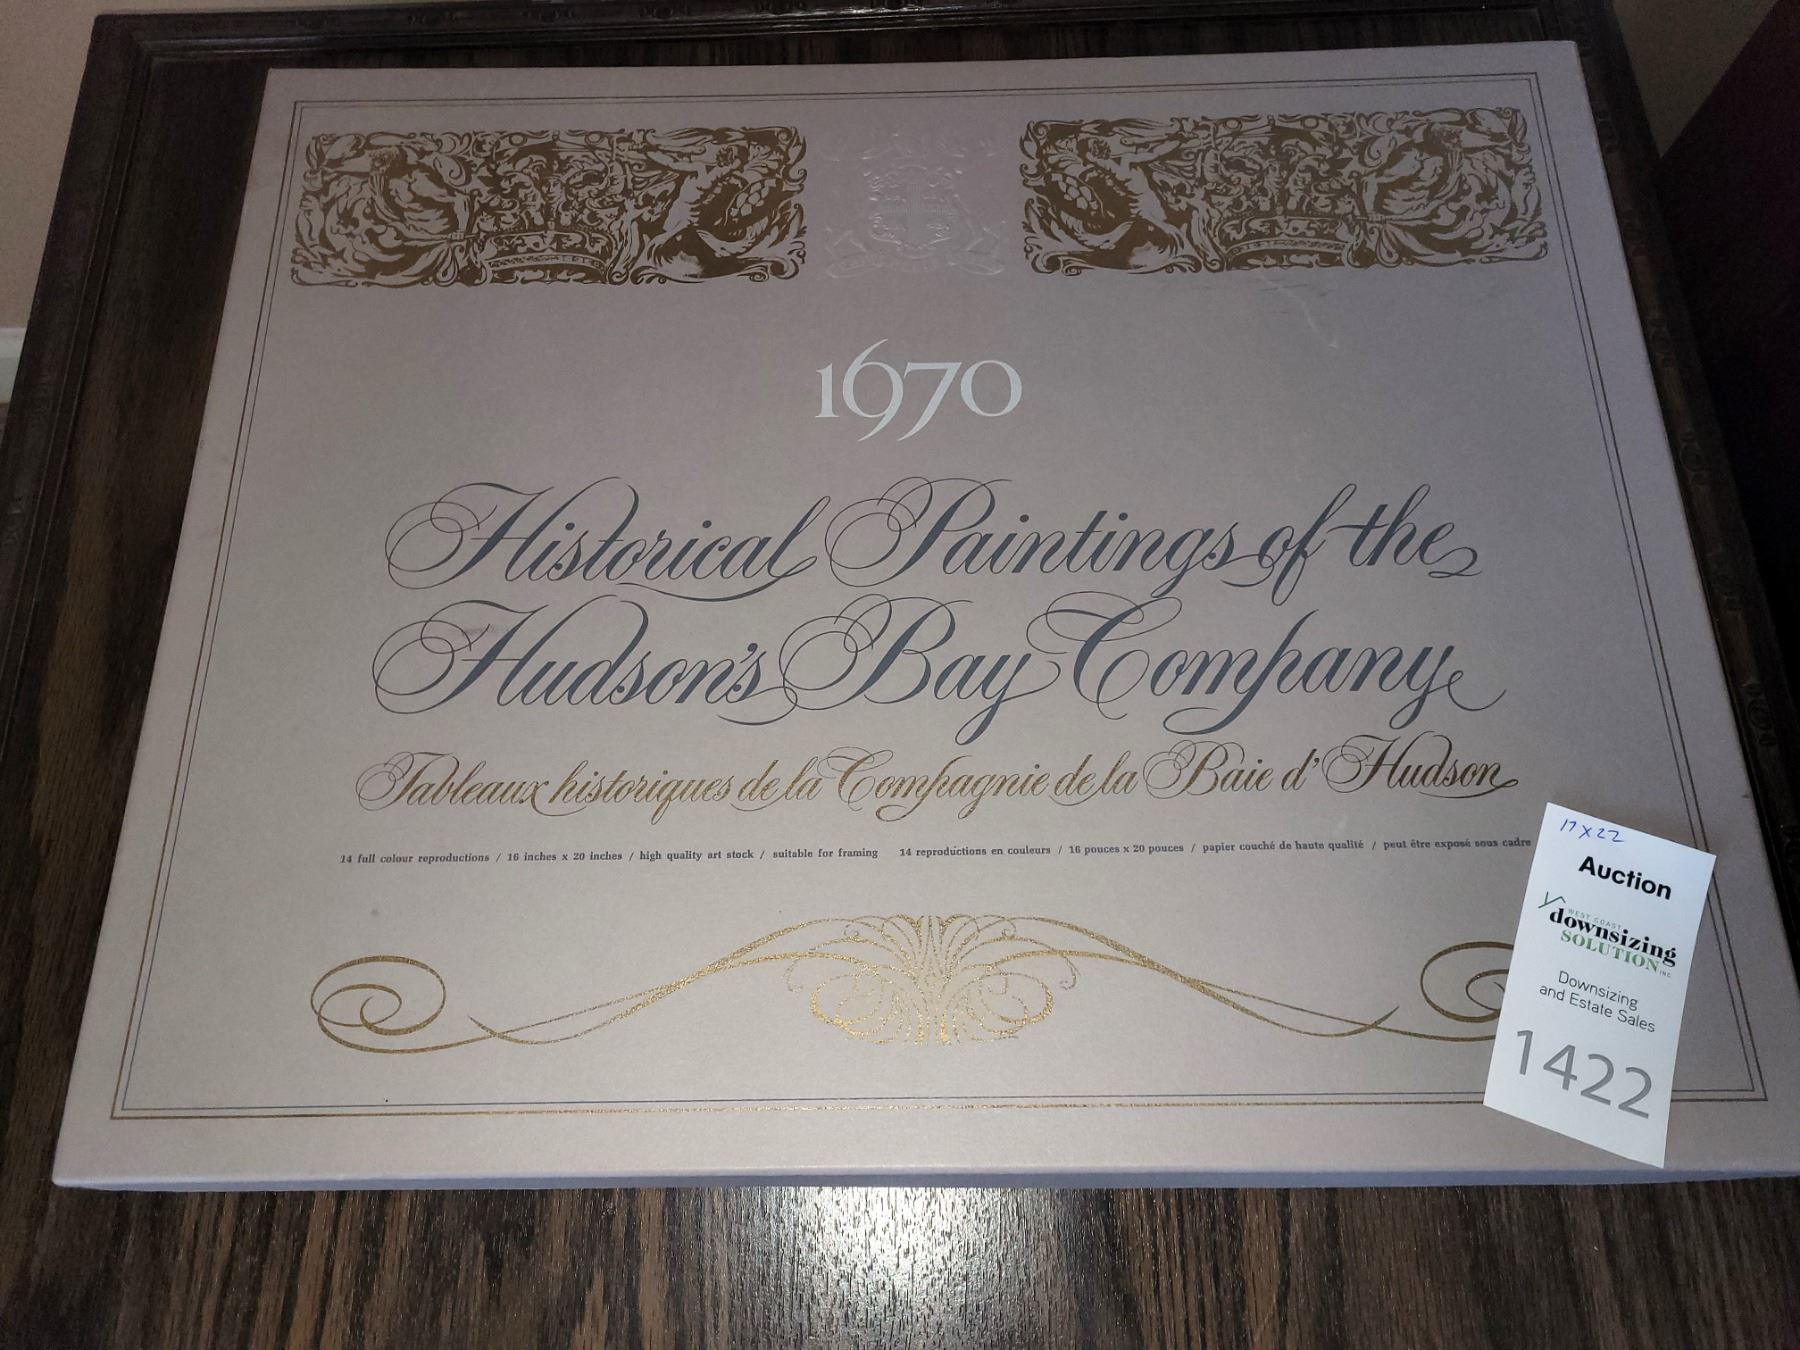 1670
Historical Paintings of the
Hudson's Bay Company
Tableaux historiques de la Compagnie de la Baie d'Hudson
14 full colour reproductions / 16 inches x 20 inches / high quality art stock / suitable for framing 14 reproductions en couleurs / 16 pouces x 20 pouces / papier couché de haute qualité / peut être exposé sous cadre
17 x 22
Auction
WEST COAST
downsizing
SOLUTION INC
Downsizing
and Estate Sales
1422